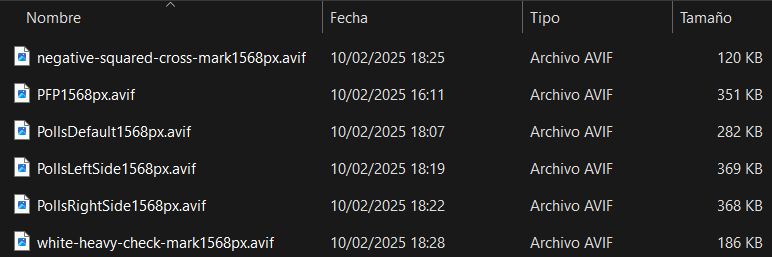 Nombre Fecha Tipo Tamaño
negative-squared-cross-mark1568px.avif 10/02/2025 18:25 Archivo AVIF 120 KB
PFP1568px.avif 10/02/2025 16:11 Archivo AVIF 351 KB
PollsDefault1568px.avif 10/02/2025 18:07 Archivo AVIF 282 KB
PollsLeftSide1568px.avif 10/02/2025 18:19 Archivo AVIF 369 KB
PollsRightSide1568px.avif 10/02/2025 18:22 Archivo AVIF 368 KB
white-heavy-check-mark1568px.avif 10/02/2025 18:28 Archivo AVIF 186 KB